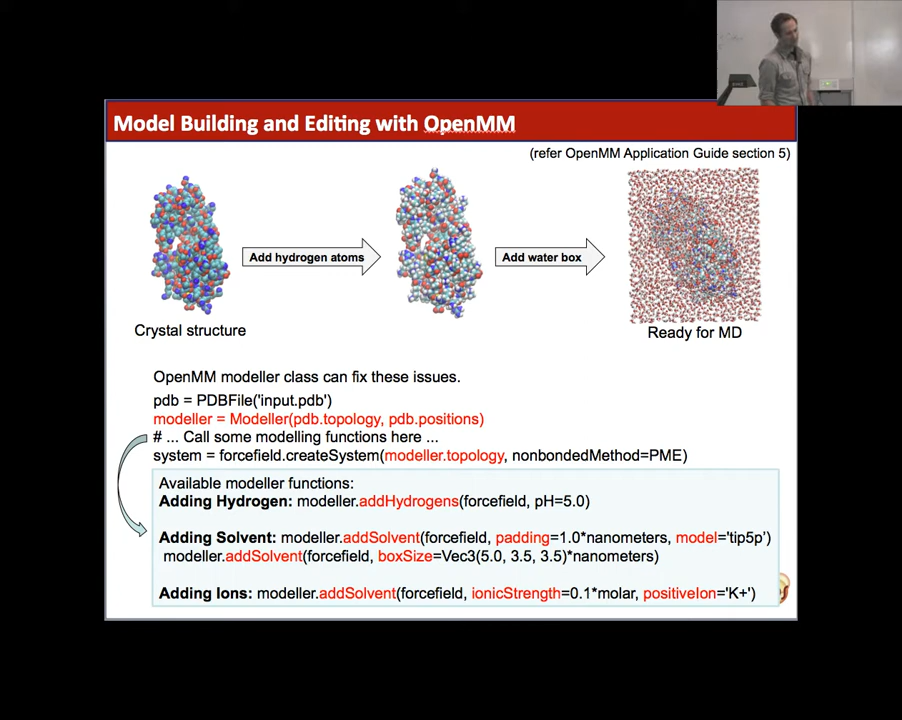 Model Building and Editing with OpenMM
(refer OpenMM Application Guide section 5)
Add hydrogen atoms
Add water box
Crystal structure
Ready for MD
OpenMM modeller class can fix these issues.
pdb = PDBFile('input.pdb')
modeller = Modeller(pdb.topology, pdb.positions)
# ... Call some modelling functions here ...
system = forcefield.createSystem(modeller.topology, nonbondedMethod=PME)
Available modeller functions:
Adding Hydrogen: modeller.addHydrogens(forcefield, pH=5.0)
Adding Solvent: modeller.addSolvent(forcefield, padding=1.0*nanometers, model='tip5p')
modeller.addSolvent(forcefield, boxSize=Vec3(5.0, 3.5, 3.5)*nanometers)
Adding Ions: modeller.addSolvent(forcefield, ionicStrength=0.1*molar, positiveIon='K+')